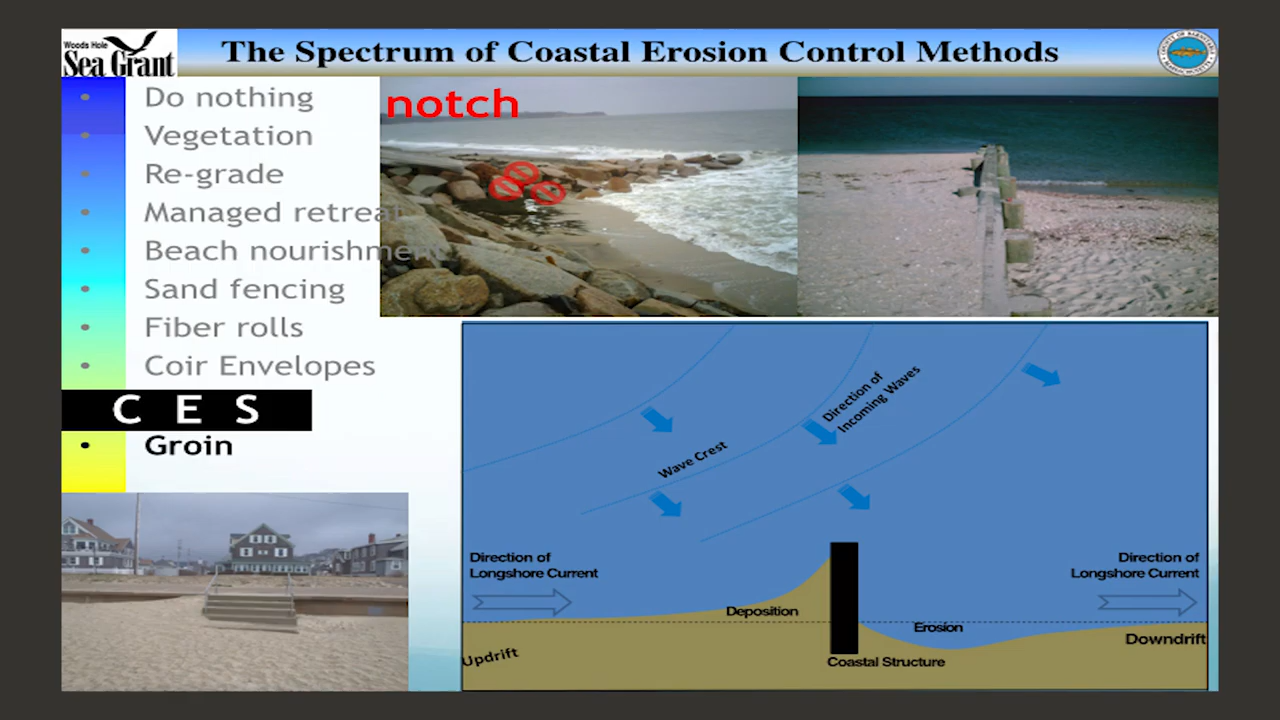 Woods Hole
Sea Grant
The Spectrum of Coastal Erosion Control Methods
• Do nothing
• Vegetation
• Re-grade
• Managed retreat
• Beach nourishment
• Sand fencing
• Fiber rolls
• Coir Envelopes
C E S
• Groin
notch
Direction of
Incoming Waves
Wave Crest
Direction of
Longshore Current
Direction of
Longshore Current
Deposition
Erosion
Downdrift
Updrift
Coastal Structure